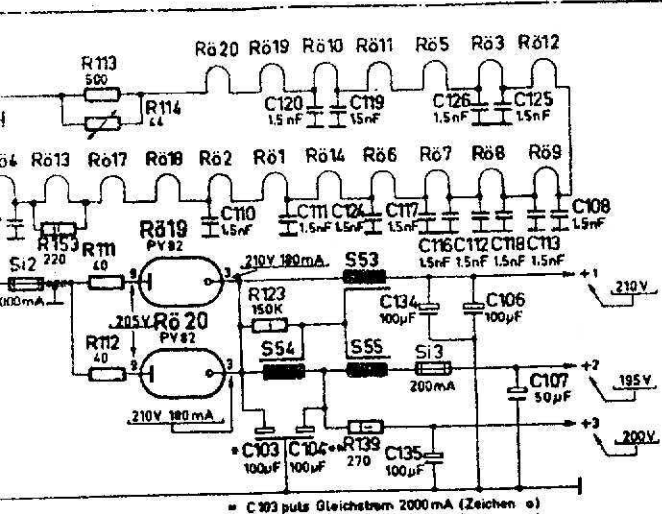 Rö20 Rö19 Rö10 Rö11 Rö5 Rö3 Rö12
R113
500
R114
44
C120
1.5nF
C119
1.5nF
C126
1.5nF
C125
1.5nF
Rö13 Rö17 Rö18 Rö2 Rö1 Rö14 Rö6 Rö7 Rö8 Rö9
R153
220
C110
1.5nF
C111
1.5nF
C124
1.5nF
C117
1.5nF
C116
1.5nF
C112
1.5nF
C118
1.5nF
C113
1.5nF
C108
1.5nF
Si2
R111
40
Rö19
PY82
9
3
210V 180mA
S53
+1
210V
R123
150K
C134
100µF
C106
100µF
205V
R112
40
Rö 20
PY82
9
3
S54
S55
Si3
200mA
+2
195V
210V 180mA
C107
50µF
+3
200V
*C103
100µF
C104
100µF
R139
270
C135
100µF
* C103 puls Gleichstrom 2000mA (Zeichen o)